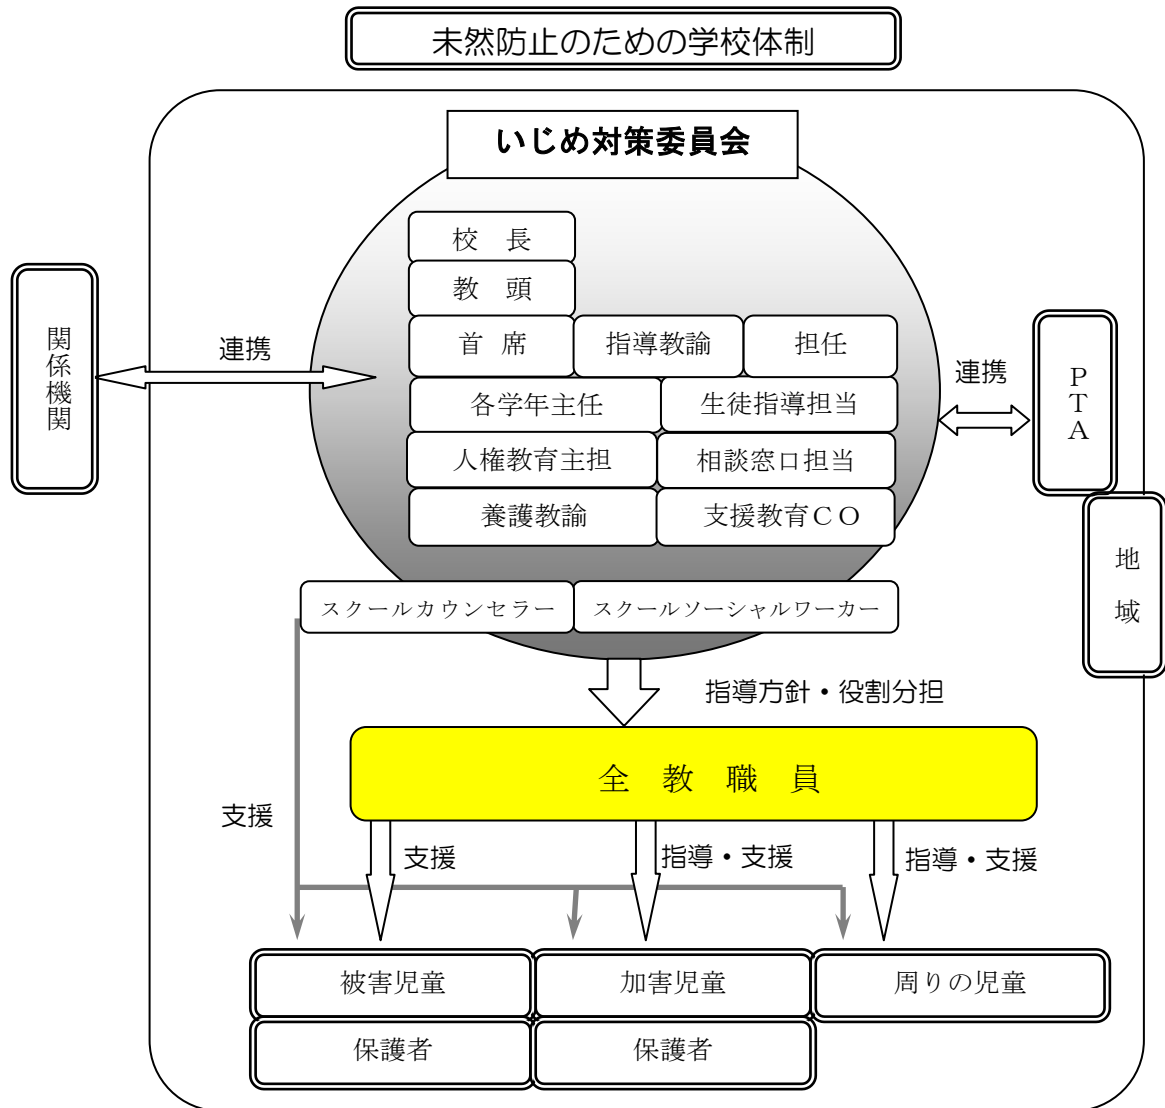 未然防止のための学校体制
いじめ対策委員会
校　長
教　頭
首 席
指導教諭
担任
各学年主任
生徒指導担当
人権教育主担
相談窓口担当
養護教諭
支援教育ＣＯ
スクールカウンセラー
スクールソーシャルワーカー
関係機関
連携
連携
ＰＴＡ
地　域
指導方針・役割分担
全　教　職　員
支援
支援
指導・支援
指導・支援
被害児童
加害児童
周りの児童
保護者
保護者